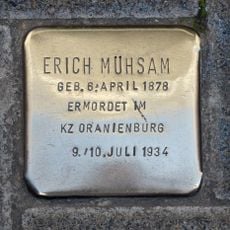 ERICH MÜHSAM
GEB. 6. APRIL 1878
ERMORDET IM
KZ ORANIENBURG
9./10. JULI 1934